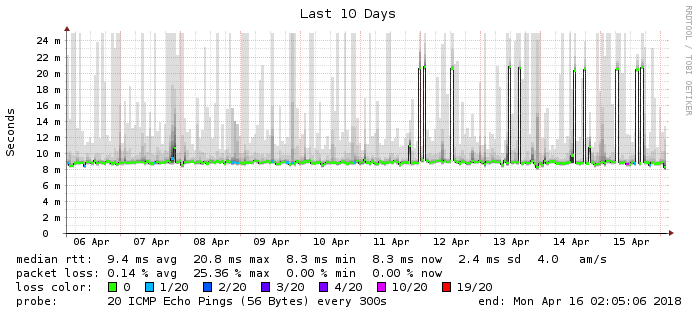 Last 10 Days
RRDTOOL / TOBI OETIKER
Seconds
24 m
22 m
20 m
18 m
16 m
14 m
12 m
10 m
8 m
6 m
4 m
2 m
0
06 Apr 07 Apr 08 Apr 09 Apr 10 Apr 11 Apr 12 Apr 13 Apr 14 Apr 15 Apr
median rtt: 9.4 ms avg 20.8 ms max 8.3 ms min 8.3 ms now 2.4 ms sd 4.0 am/s
packet loss: 0.14 % avg 25.36 % max 0.00 % min 0.00 % now
loss color: 0 1/20 2/20 3/20 4/20 10/20 19/20
probe: 20 ICMP Echo Pings (56 Bytes) every 300s end: Mon Apr 16 02:05:06 2018